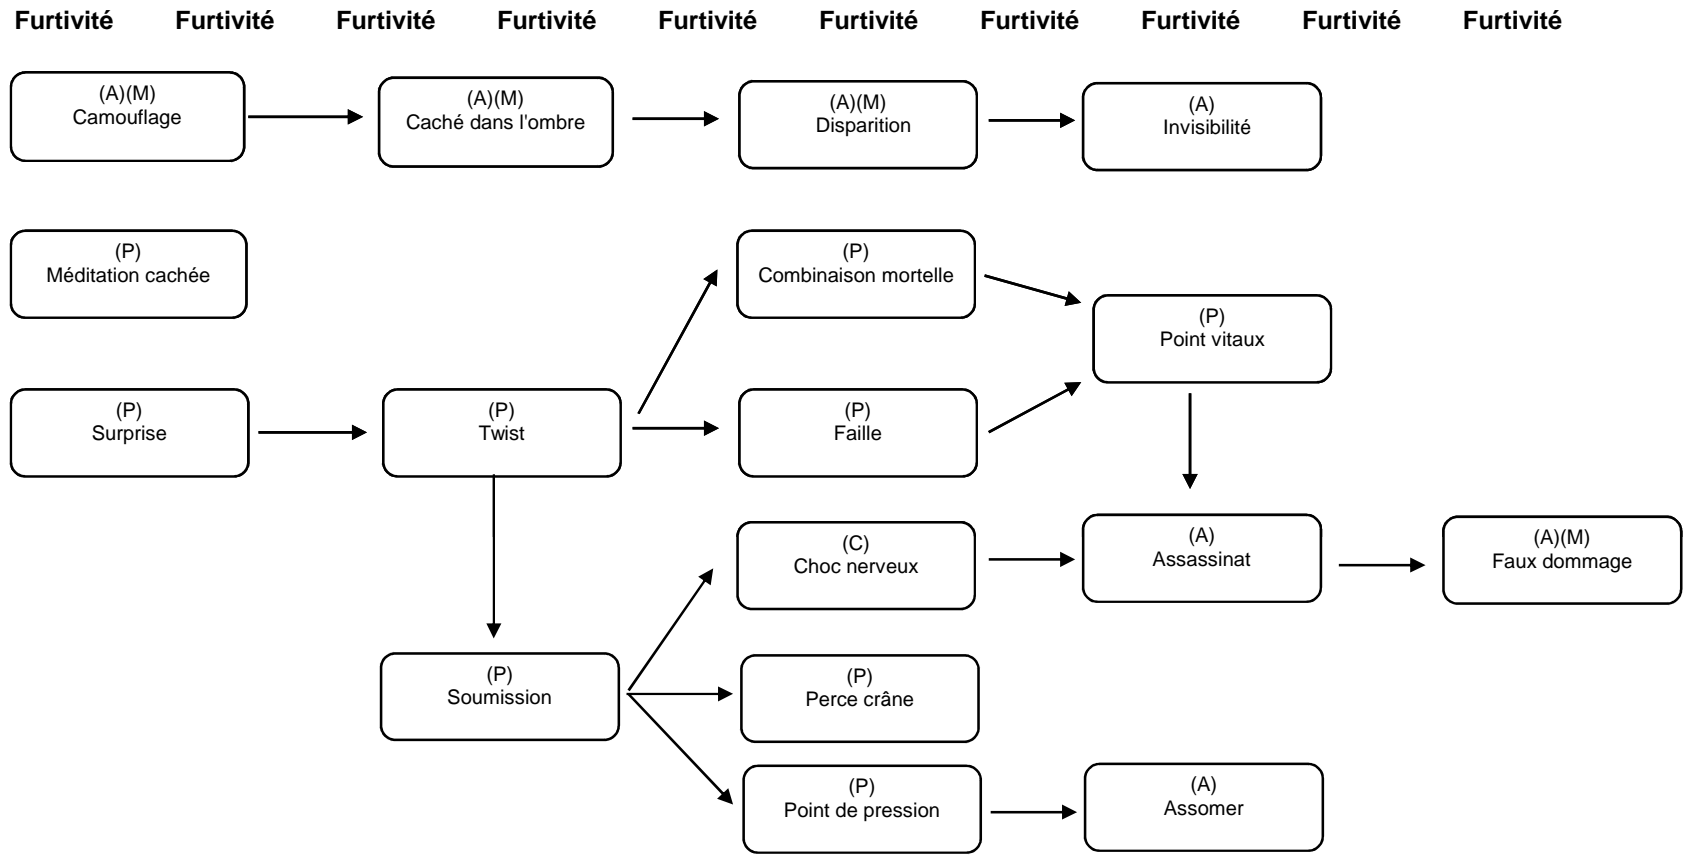 Furtivité Furtivité Furtivité Furtivité Furtivité Furtivité Furtivité Furtivité Furtivité Furtivité
(A)(M)
Camouflage
(A)(M)
Caché dans l'ombre
(A)(M)
Disparition
(A)
Invisibilité
(P)
Méditation cachée
(P)
Combinaison mortelle
(P)
Point vitaux
(P)
Surprise
(P)
Twist
(P)
Faille
(C)
Choc nerveux
(A)
Assassinat
(A)(M)
Faux dommage
(P)
Soumission
(P)
Perce crâne
(P)
Point de pression
(A)
Assomer